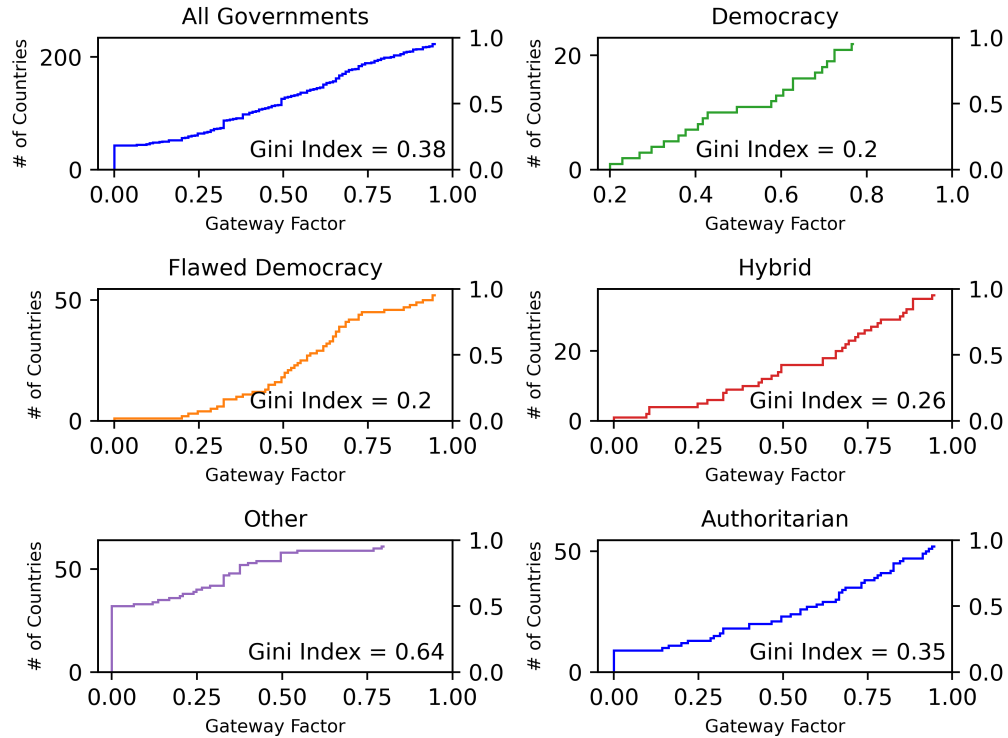 All Governments
# of Countries
200
0
1.0
0.5
0.0
Gini Index = 0.38
0.00 0.25 0.50 0.75 1.00
Gateway Factor
Democracy
# of Countries
20
0
1.0
0.5
0.0
Gini Index = 0.2
0.2 0.4 0.6 0.8 1.0
Gateway Factor
Flawed Democracy
# of Countries
50
0
1.0
0.5
0.0
Gini Index = 0.2
0.00 0.25 0.50 0.75 1.00
Gateway Factor
Hybrid
# of Countries
20
0
1.0
0.5
0.0
Gini Index = 0.26
0.00 0.25 0.50 0.75 1.00
Gateway Factor
Other
# of Countries
50
0
1.0
0.5
0.0
Gini Index = 0.64
0.00 0.25 0.50 0.75 1.00
Gateway Factor
Authoritarian
# of Countries
50
0
1.0
0.5
0.0
Gini Index = 0.35
0.00 0.25 0.50 0.75 1.00
Gateway Factor